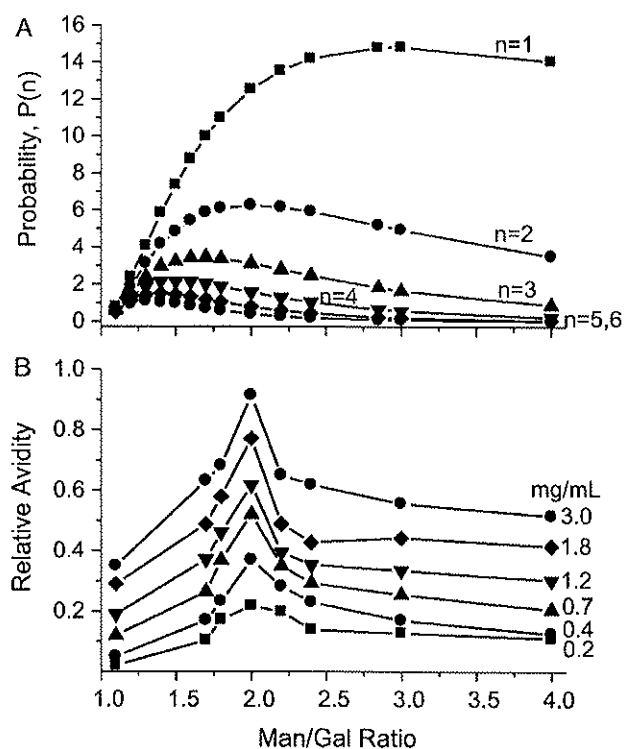 A
Probability, P(n)
16
14
12
10
8
6
4
2
0
n=1
n=2
n=3
n=4
n=5,6
B
Relative Avidity
1.0
0.8
0.6
0.4
0.2
mg/mL
3.0
1.8
1.2
0.7
0.4
0.2
1.0 1.5 2.0 2.5 3.0 3.5 4.0
Man/Gal Ratio